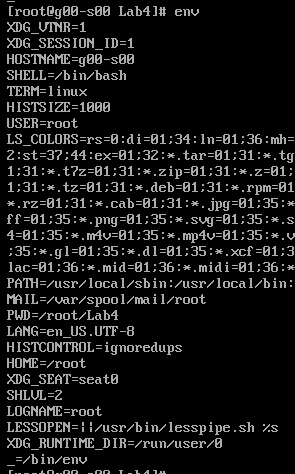 [root@g00-s00 Lab4]# env
XDG_VTNR=1
XDG_SESSION_ID=1
HOSTNAME=g00-s00
SHELL=/bin/bash
TERM=linux
HISTSIZE=1000
USER=root
LS_COLORS=rs=0:di=01;34:ln=01;36:mh=
2:st=37;44:ex=01;32:*.tar=01;31:*.tg
1;31:*.t7z=01;31:*.zip=01;31:*.z=01;
1:*.tz=01;31:*.deb=01;31:*.rpm=01
*.rz=01;31:*.cab=01;31:*.jpg=01;35:*
ff=01;35:*.png=01;35:*.svg=01;35:*.s
4=01;35:*.m4v=01;35:*.mp4v=01;35:*.v
;35:*.gl=01;35:*.dl=01;35:*.xcf=01;3
lac=01;36:*.mid=01;36:*.midi=01;36:*
PATH=/usr/local/sbin:/usr/local/bin:
MAIL=/var/spool/mail/root
PWD=/root/Lab4
LANG=en_US.UTF-8
HISTCONTROL=ignoredups
HOME=/root
XDG_SEAT=seat0
SHLVL=2
LOGNAME=root
LESSOPEN=||/usr/bin/lesspipe.sh %s
XDG_RUNTIME_DIR=/run/user/0
_=/bin/env
[root@g00-s00 Lab4]#